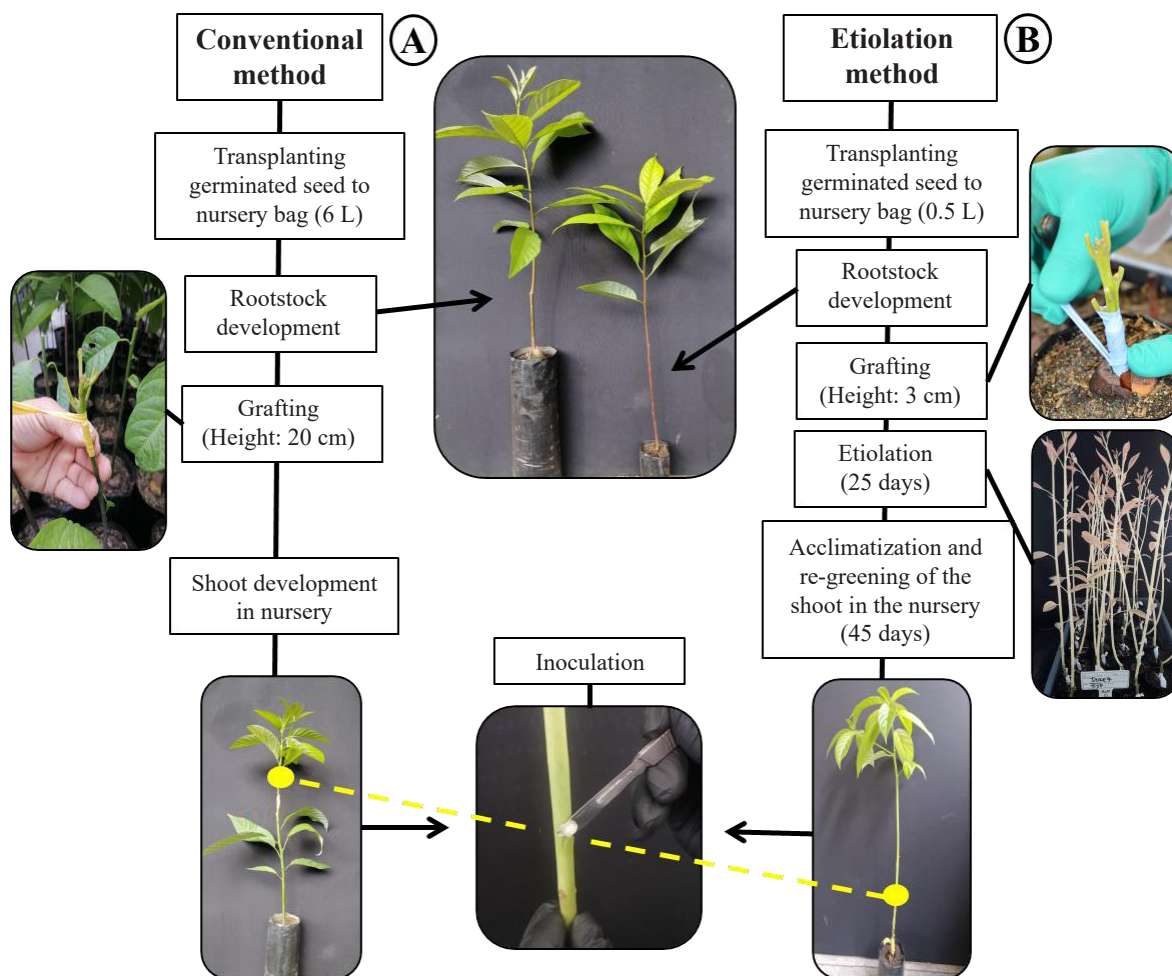 Conventional
method
A
Transplanting
germinated seed to
nursery bag (6 L)
Rootstock
development
Grafting
(Height: 20 cm)
Shoot development
in nursery
Inoculation
Etiolation
method
B
Transplanting
germinated seed to
nursery bag (0.5 L)
Rootstock
development
Grafting
(Height: 3 cm)
Etiolation
(25 days)
Acclimatization and
re-greening of the
shoot in the nursery
(45 days)